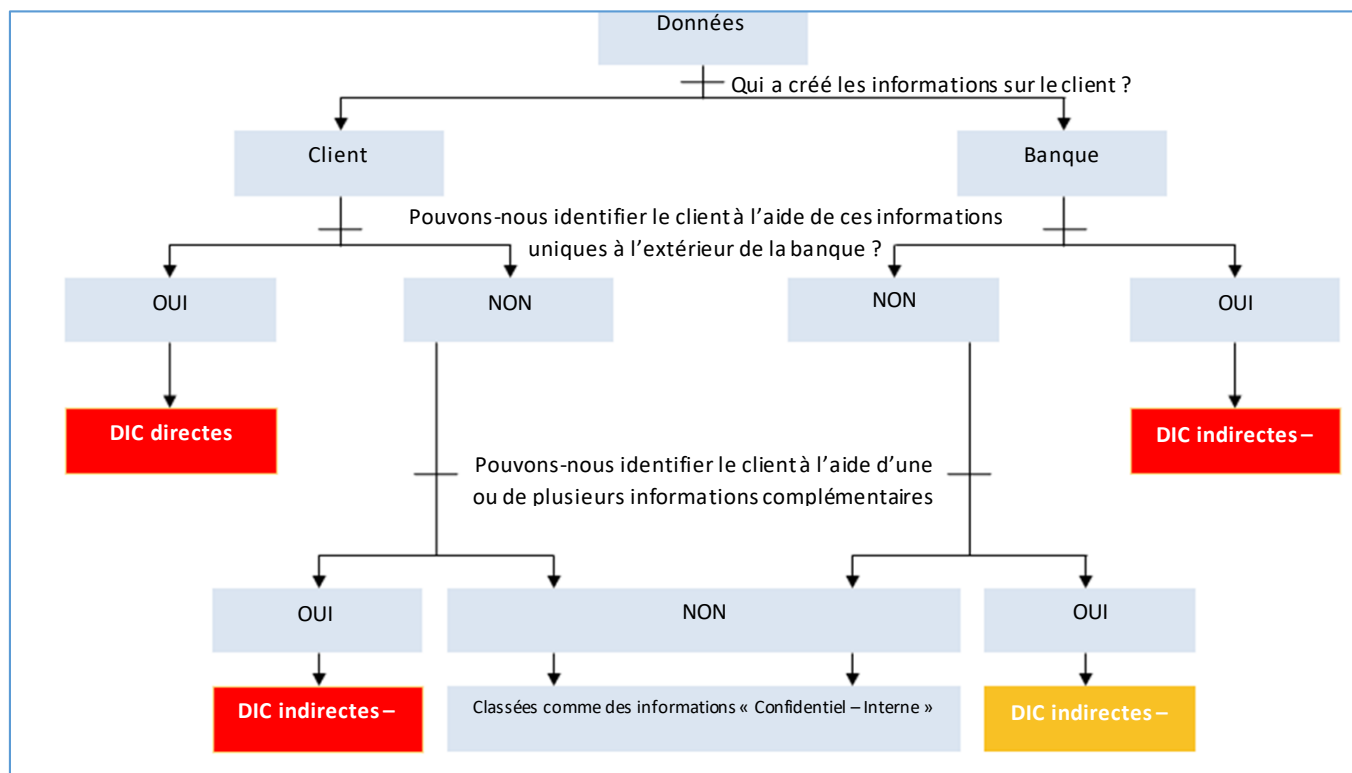 Données
Qui a créé les informations sur le client ?
Client
Banque
Pouvons-nous identifier le client à l’aide de ces informations
uniques à l’extérieur de la banque ?
OUI
NON
NON
OUI
DIC directes
DIC indirectes –
Pouvons-nous identifier le client à l’aide d’une
ou de plusieurs informations complémentaires
OUI
NON
OUI
DIC indirectes –
Classées comme des informations « Confidentiel – Interne »
DIC indirectes –